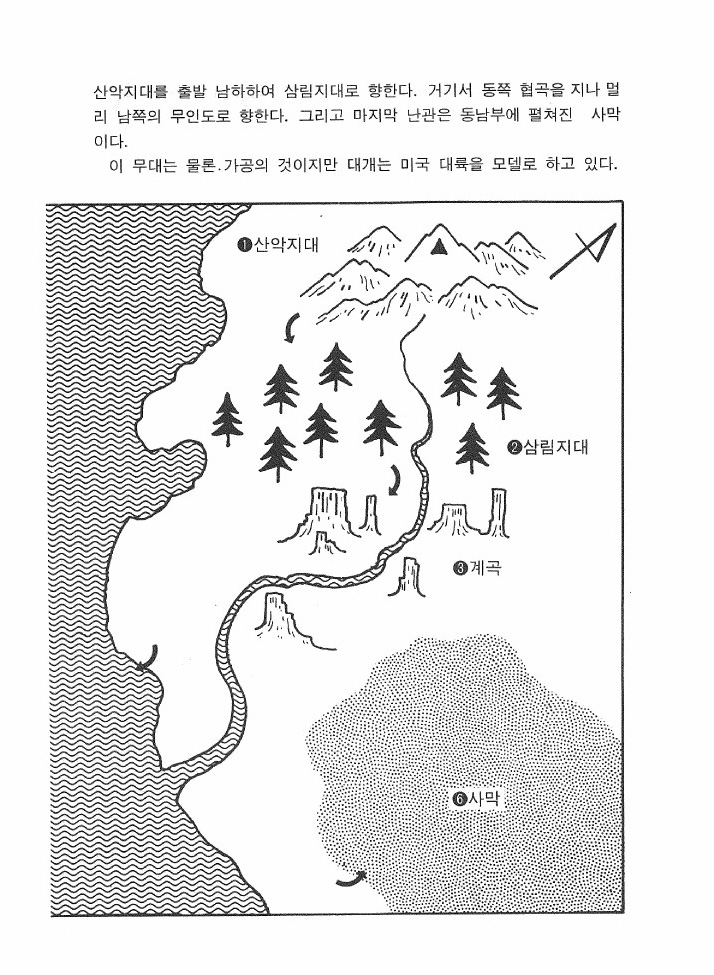 산악지대를 출발 남하하여 삼림지대로 향한다. 거기서 동쪽 협곡을 지나 멀
리 남쪽의 무인도로 향한다. 그리고 마지막 난관은 동남부에 펼쳐진 사막
이다.
이 무대는 물론.가공의 것이지만 대개는 미국 대륙을 모델로 하고 있다.
❶산악지대
❷삼림지대
❸계곡
❻사막